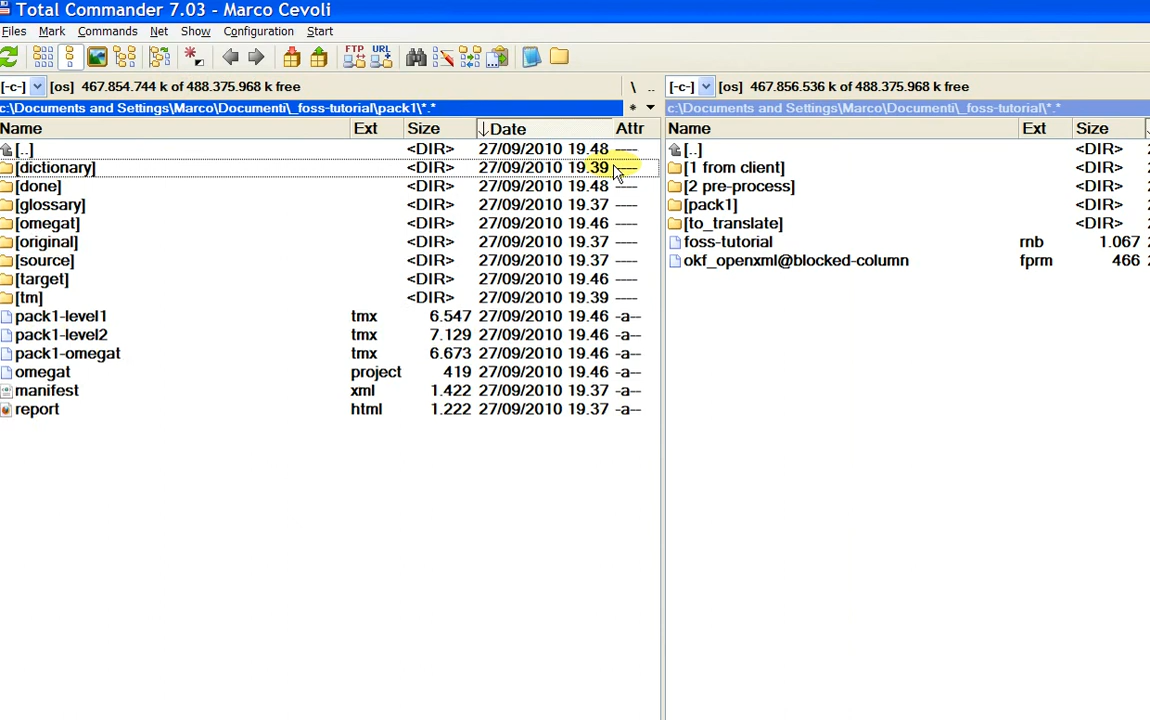 Total Commander 7.03 - Marco Cevoli
Files Mark Commands Net Show Configuration Start
FTP URL
[-c-] [os] 467.854.744 k of 488.375.968 k free \ ..
c:\Documents and Settings\Marco\Documenti\_foss-tutorial\pack1\*.* *
Name Ext Size ↓Date Attr
[..] <DIR> 27/09/2010 19.48 ----
[dictionary] <DIR> 27/09/2010 19.39 ----
[done] <DIR> 27/09/2010 19.48 ----
[glossary] <DIR> 27/09/2010 19.37 ----
[omegat] <DIR> 27/09/2010 19.46 ----
[original] <DIR> 27/09/2010 19.37 ----
[source] <DIR> 27/09/2010 19.37 ----
[target] <DIR> 27/09/2010 19.46 ----
[tm] <DIR> 27/09/2010 19.39 ----
pack1-level1 tmx 6.547 27/09/2010 19.46 -a--
pack1-level2 tmx 7.129 27/09/2010 19.46 -a--
pack1-omegat tmx 6.673 27/09/2010 19.46 -a--
omegat project 419 27/09/2010 19.46 -a--
manifest xml 1.422 27/09/2010 19.37 -a--
report html 1.222 27/09/2010 19.37 -a--
[-c-] [os] 467.856.536 k of 488.375.968 k free
c:\Documents and Settings\Marco\Documenti\_foss-tutorial\*.*
Name Ext Size
[..] <DIR> 2
[1 from client] <DIR> 2
[2 pre-process] <DIR> 2
[pack1] <DIR> 2
[to_translate] <DIR> 2
foss-tutorial rnb 1.067 2
okf_openxml@blocked-column fprm 466 2